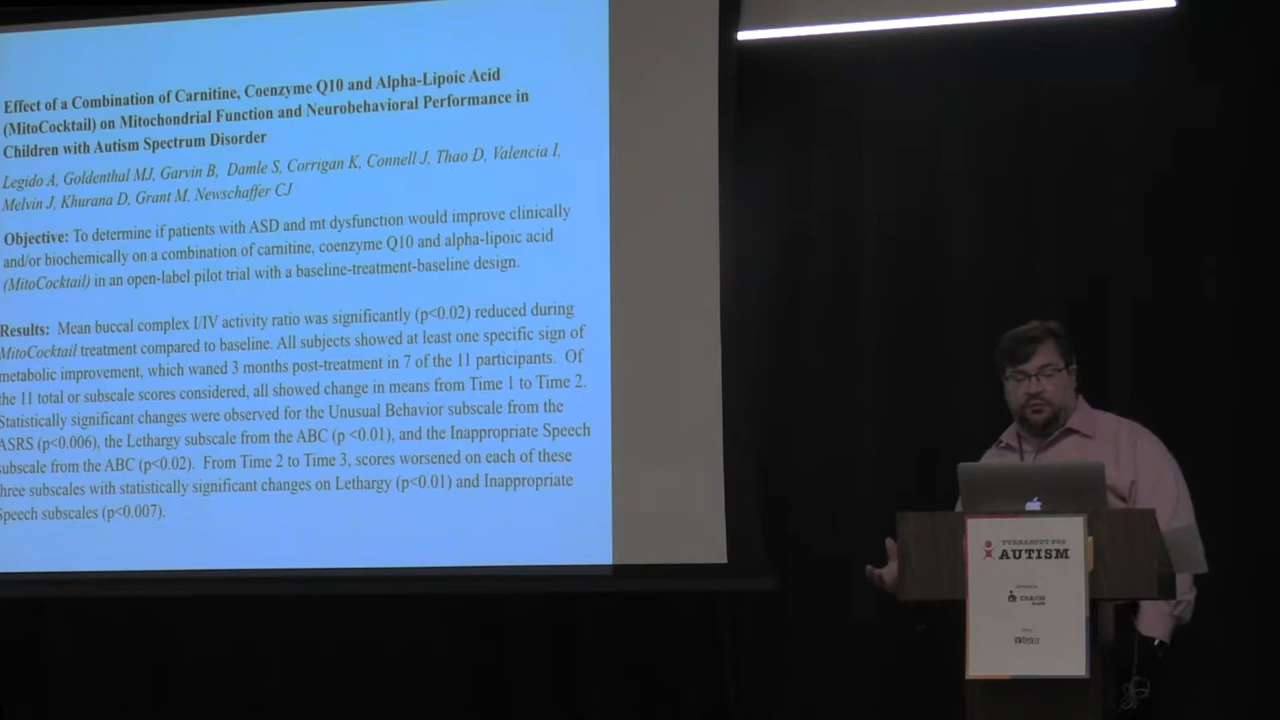 Effect of a Combination of Carnitine, Coenzyme Q10 and Alpha-Lipoic Acid
(MitoCocktail) on Mitochondrial Function and Neurobehavioral Performance in
Children with Autism Spectrum Disorder
Legido A, Goldenthal MJ, Garvin B, Damle S, Corrigan K, Connell J, Thao D, Valencia I,
Melvin J, Khurana D, Grant M, Newschaffer CJ
Objective: To determine if patients with ASD and mt dysfunction would improve clinically
and/or biochemically on a combination of carnitine, coenzyme Q10 and alpha-lipoic acid
(MitoCocktail) in an open-label pilot trial with a baseline-treatment-baseline design.
Results: Mean buccal complex I/IV activity ratio was significantly (p<0.02) reduced during
MitoCocktail treatment compared to baseline. All subjects showed at least one specific sign of
metabolic improvement, which waned 3 months post-treatment in 7 of the 11 participants. Of
the 11 total or subscale scores considered, all showed change in means from Time 1 to Time 2.
Statistically significant changes were observed for the Unusual Behavior subscale from the
ASRS (p<0.006), the Lethargy subscale from the ABC (p <0.01), and the Inappropriate Speech
subscale from the ABC (p<0.02). From Time 2 to Time 3, scores worsened on each of these
hree subscales with statistically significant changes on Lethargy (p<0.01) and Inappropriate
Speech subscales (p<0.007).
TURNABOUT FOR
AUTISM